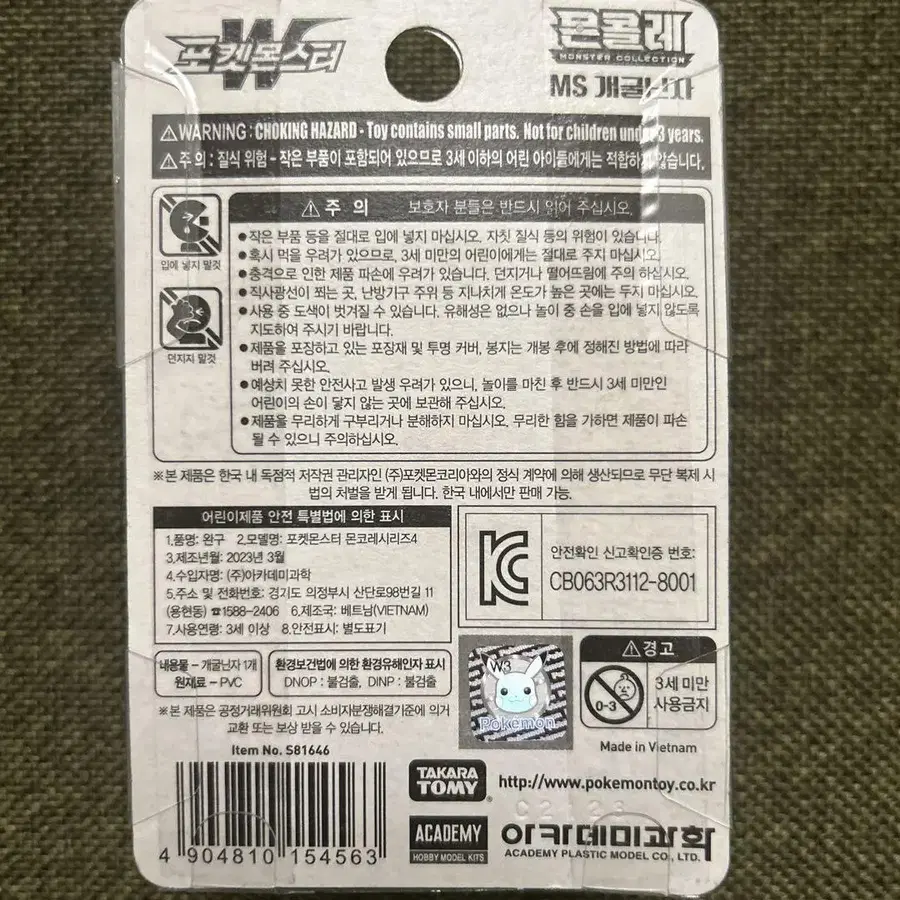 포켓몬스터 W
몬콜레
MONSTER COLLECTION
MS 개굴닌자
⚠WARNING : CHOKING HAZARD - Toy contains small parts. Not for children under 3 years.
⚠주 의 : 질식 위험 - 작은 부품이 포함되어 있으므로 3세 이하의 어린 아이들에게는 적합하지 않습니다.
입에 넣지 말것
던지지 말것
⚠주 의 보호자 분들은 반드시 읽어 주십시오.
●작은 부품 등을 절대로 입에 넣지 마십시오. 자칫 질식 등의 위험이 있습니다.
●혹시 먹을 우려가 있으므로, 3세 미만의 어린이에게는 절대로 주지 마십시오.
●충격으로 인한 제품 파손에 우려가 있습니다. 던지거나 떨어뜨림에 주의 하십시오.
●직사광선이 쬐는 곳, 난방기구 주위 등 지나치게 온도가 높은 곳에는 두지 마십시오.
●사용 중 도색이 벗겨질 수 있습니다. 유해성은 없으나 놀이 중 손을 입에 넣지 않도록
지도하여 주시기 바랍니다.
●제품을 포장하고 있는 포장재 및 투명 커버, 봉지는 개봉 후에 정해진 방법에 따라
버려 주십시오.
●예상치 못한 안전사고 발생 우려가 있으니, 놀이를 마친 후 반드시 3세 미만인
어린이의 손이 닿지 않는 곳에 보관해 주십시오.
●제품을 무리하게 구부리거나 분해하지 마십시오. 무리한 힘을 가하면 제품이 파손
될 수 있으니 주의하십시오.
※본 제품은 한국 내 독점적 저작권 관리자인 (주)포켓몬코리아와의 정식 계약에 의해 생산되므로 무단 복제 시
법의 처벌을 받게 됩니다. 한국 내에서만 판매 가능.
어린이제품 안전 특별법에 의한 표시
1.품명: 완구 2.모델명: 포켓몬스터 몬코레시리즈4
3.제조년월: 2023년 3월
4.수입자명: (주)아카데미과학
5.주소 및 전화번호: 경기도 의정부시 산단로98번길 11
(용현동) ☎1588-2406 6.제조국: 베트남(VIETNAM)
7.사용연령: 3세 이상 8.안전표시: 별도표기
안전확인 신고확인증 번호:
CB063R3112-8001
내용물 - 개굴닌자 1개
원재료 - PVC
환경보건법에 의한 환경유해인자 표시
DNOP : 불검출, DINP : 불검출
※본 제품은 공정거래위원회 고시 소비자분쟁해결기준에 의거
교환 또는 보상 받을 수 있습니다.
W3
Pokémon
⚠경고
0-3
3세 미만
사용금지
Made in Vietnam
Item No. S81646
4 904810 154563
TAKARA TOMY
http://www.pokemontoy.co.kr
ACADEMY
HOBBY MODEL KITS
아카데미과학
ACADEMY PLASTIC MODEL CO., LTD.